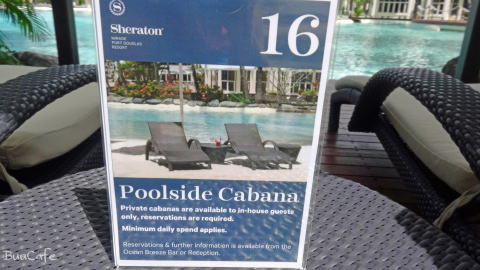 S
Sheraton
MIRAGE
PORT DOUGLAS
RESORT
16
Poolside Cabana
Private cabanas are available to in-house guests
only, reservations are required.
Minimum daily spend applies.
Reservations & further information is available from the
Ocean Breeze Bar or Reception.
BuaCafe